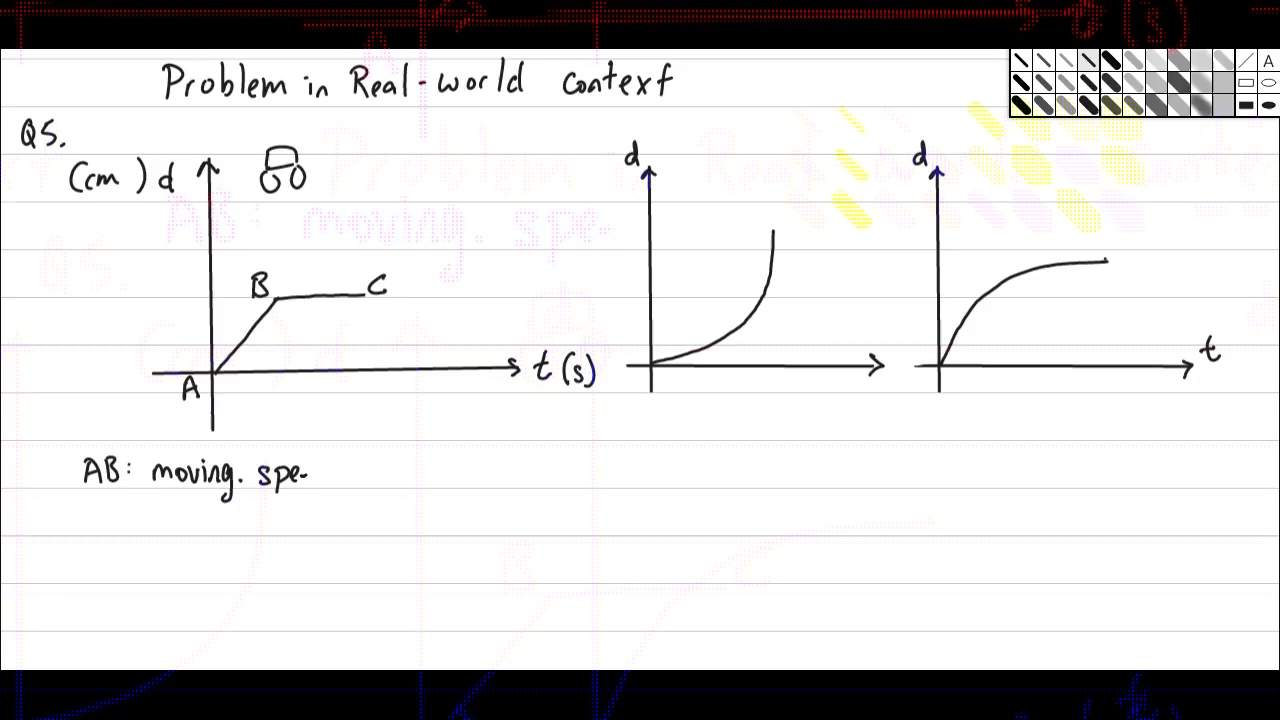 Problem in Real-world context
Q5.
(cm) d
B
C
A
t(s)
d
d
t
AB: moving. spe
A